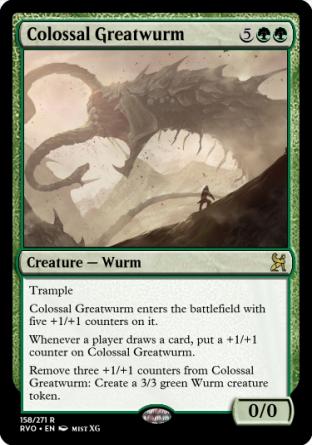 Colossal Greatwurm 5
Creature — Wurm
Trample
Colossal Greatwurm enters the battlefield with
five +1/+1 counters on it.
Whenever a player draws a card, put a +1/+1
counter on Colossal Greatwurm.
Remove three +1/+1 counters from Colossal
Greatwurm: Create a 3/3 green Wurm creature
token.
0/0
158/271 R
RVO • EN MIST XG